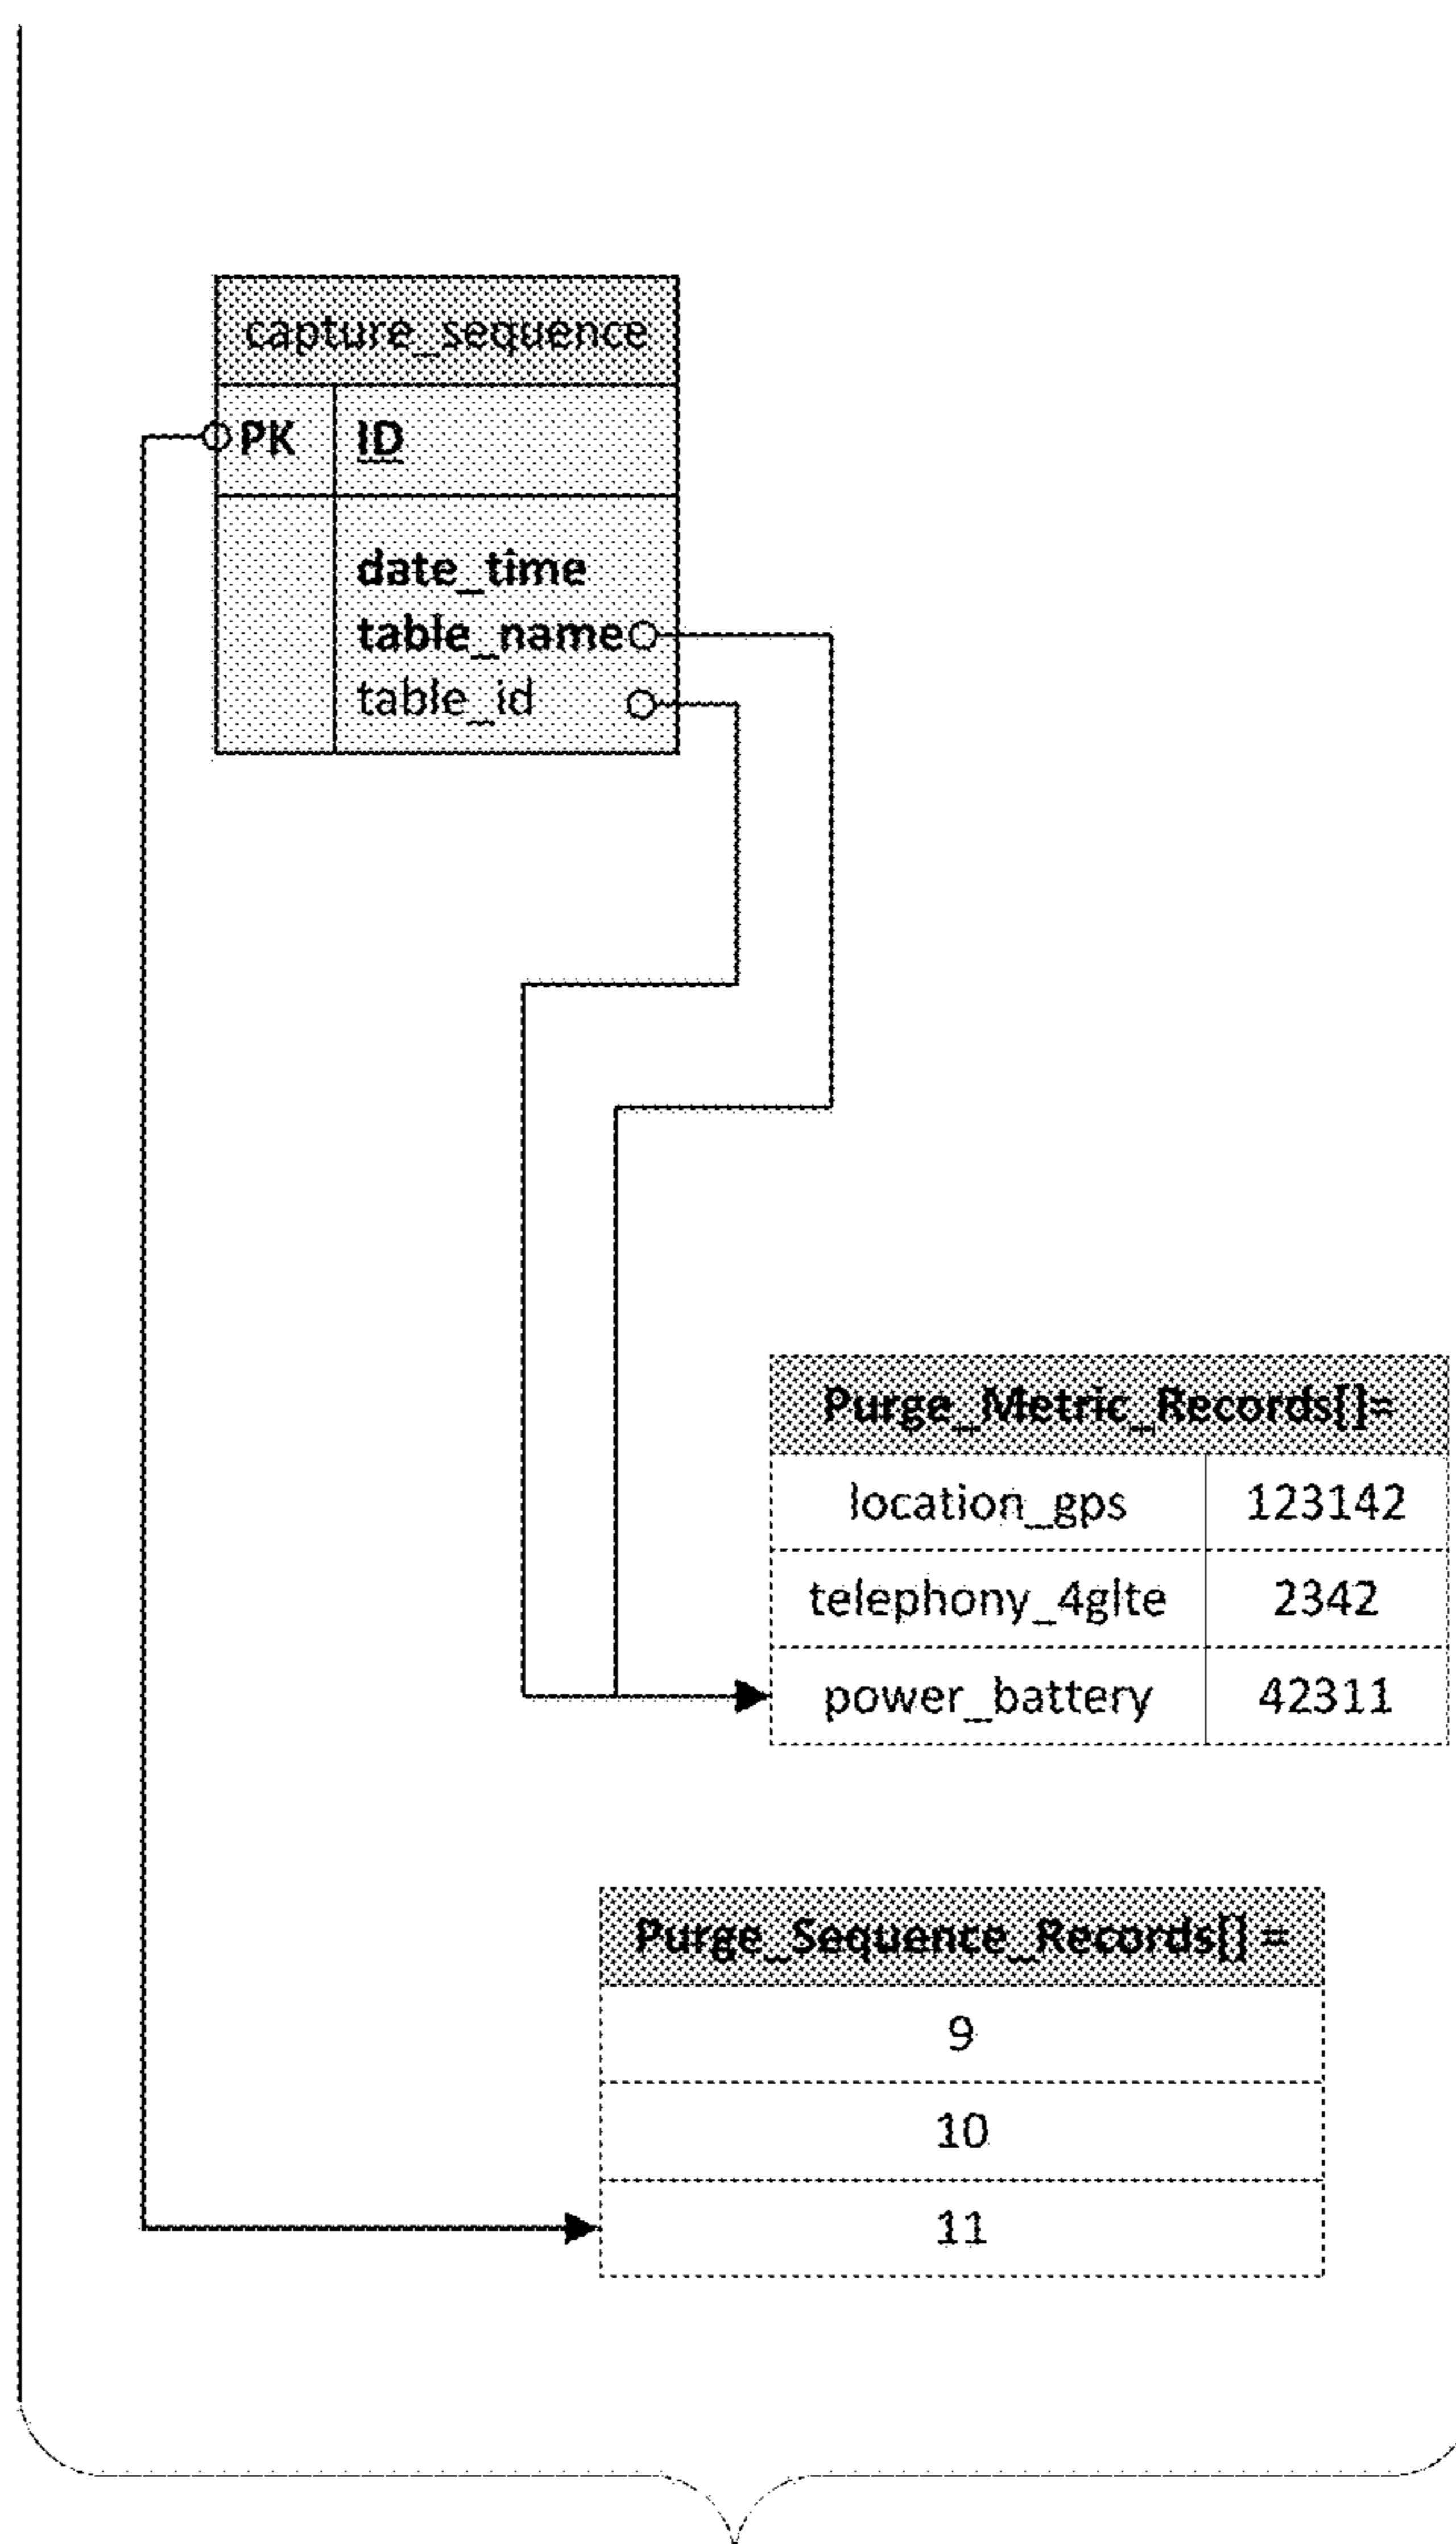 capture_sequence
PK ID
date_time
table_name
table_id
Purge_Metric_Records[]=
location_gps 123142
telephony_4glte 2342
power_battery 42311
Purge_Sequence_Records[] =
9
10
11